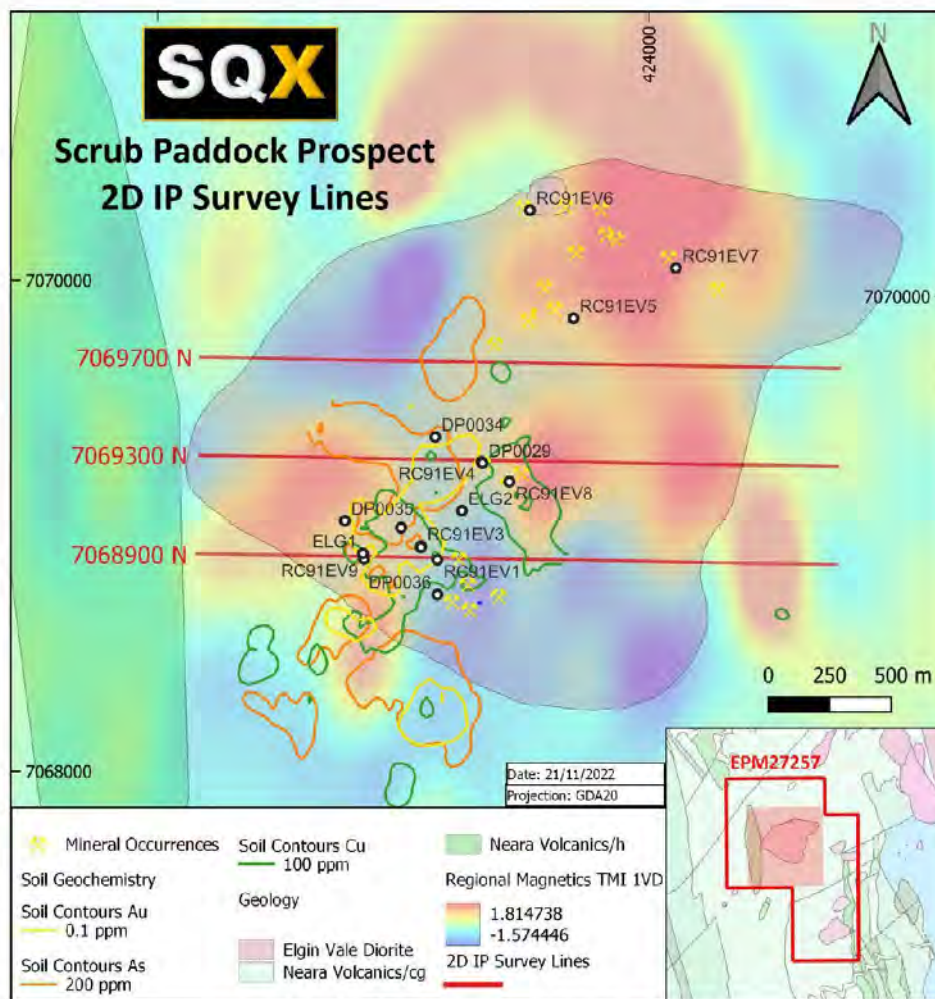 SQX
Scrub Paddock Prospect
2D IP Survey Lines
424000
N
RC91EV6
RC91EV7
7070000
7070000
RC91EV5
7069700 N
DP0034
7069300 N
DP0029
RC91EV4
RC91EV8
ELG2
DP0035
RC91EV3
ELG1
7068900 N
RC91EV9
RC91EV1
DP0036
0 250 500 m
7068000
Date: 21/11/2022
Projection: GDA20
EPM27257
Mineral Occurrences
Soil Geochemistry
Soil Contours Au
0.1 ppm
Soil Contours As
200 ppm
Soil Contours Cu
100 ppm
Geology
Elgin Vale Diorite
Neara Volcanics/cg
Neara Volcanics/h
Regional Magnetics TMI 1VD
1.814738
-1.574446
2D IP Survey Lines